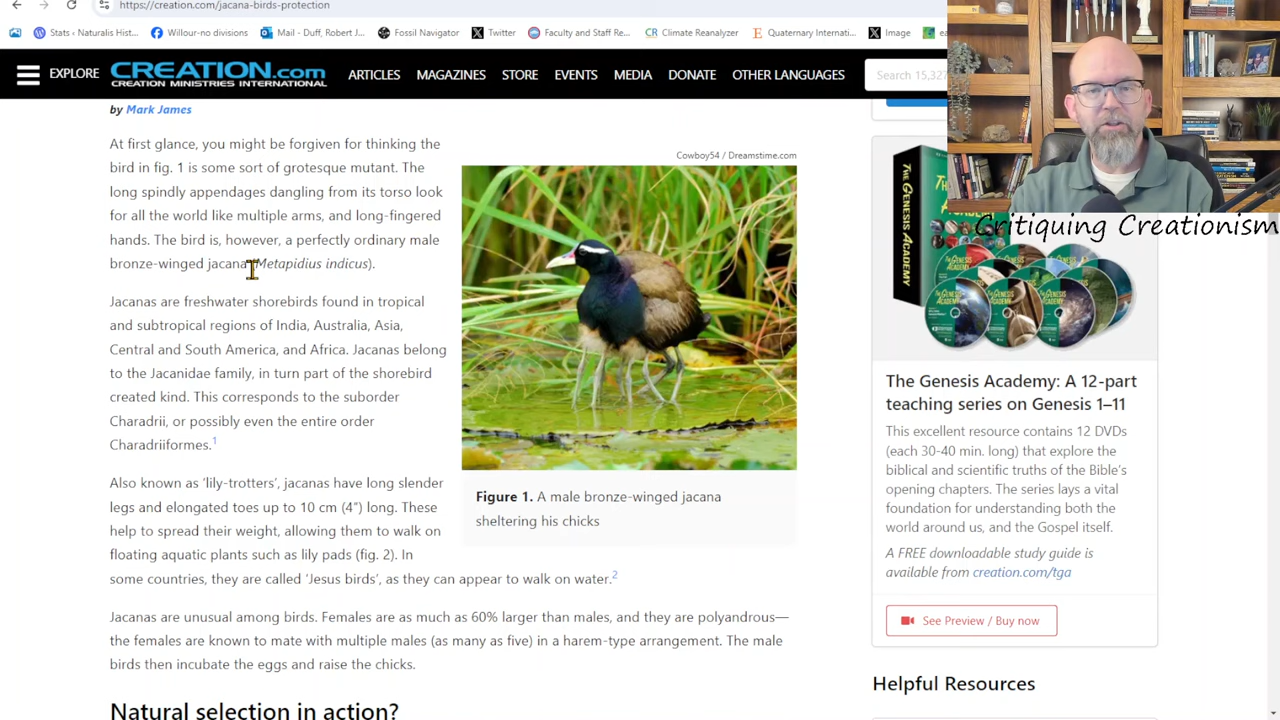 https://creation.com/jacana-birds-protection
Stats ‹ Naturalis Hist...
Willour-no divisions
Mail - Duff, Robert J...
Fossil Navigator
Twitter
Faculty and Staff Re...
Climate Reanalyzer
Quaternary Internati...
Image
EXPLORE
CREATION.com
CREATION MINISTRIES INTERNATIONAL
ARTICLES
MAGAZINES
STORE
EVENTS
MEDIA
DONATE
OTHER LANGUAGES
Search 15,327
by Mark James
At first glance, you might be forgiven for thinking the
bird in fig. 1 is some sort of grotesque mutant. The
long spindly appendages dangling from its torso look
for all the world like multiple arms, and long-fingered
hands. The bird is, however, a perfectly ordinary male
bronze-winged jacana (Metapidius indicus).
Jacanas are freshwater shorebirds found in tropical
and subtropical regions of India, Australia, Asia,
Central and South America, and Africa. Jacanas belong
to the Jacanidae family, in turn part of the shorebird
created kind. This corresponds to the suborder
Charadrii, or possibly even the entire order
Charadriiformes.1
Also known as ‘lily-trotters’, jacanas have long slender
legs and elongated toes up to 10 cm (4”) long. These
help to spread their weight, allowing them to walk on
floating aquatic plants such as lily pads (fig. 2). In
some countries, they are called ‘Jesus birds’, as they can appear to walk on water.2
Jacanas are unusual among birds. Females are as much as 60% larger than males, and they are polyandrous—
the females are known to mate with multiple males (as many as five) in a harem-type arrangement. The male
birds then incubate the eggs and raise the chicks.
Natural selection in action?
Cowboy54 / Dreamstime.com
Figure 1. A male bronze-winged jacana
sheltering his chicks
Critiquing Creationism
THE GENESIS ACADEMY
The Genesis Academy: A 12-part
teaching series on Genesis 1–11
This excellent resource contains 12 DVDs
(each 30-40 min. long) that explore the
biblical and scientific truths of the Bible’s
opening chapters. The series lays a vital
foundation for understanding both the
world around us, and the Gospel itself.
A FREE downloadable study guide is
available from creation.com/tga
See Preview / Buy now
Helpful Resources